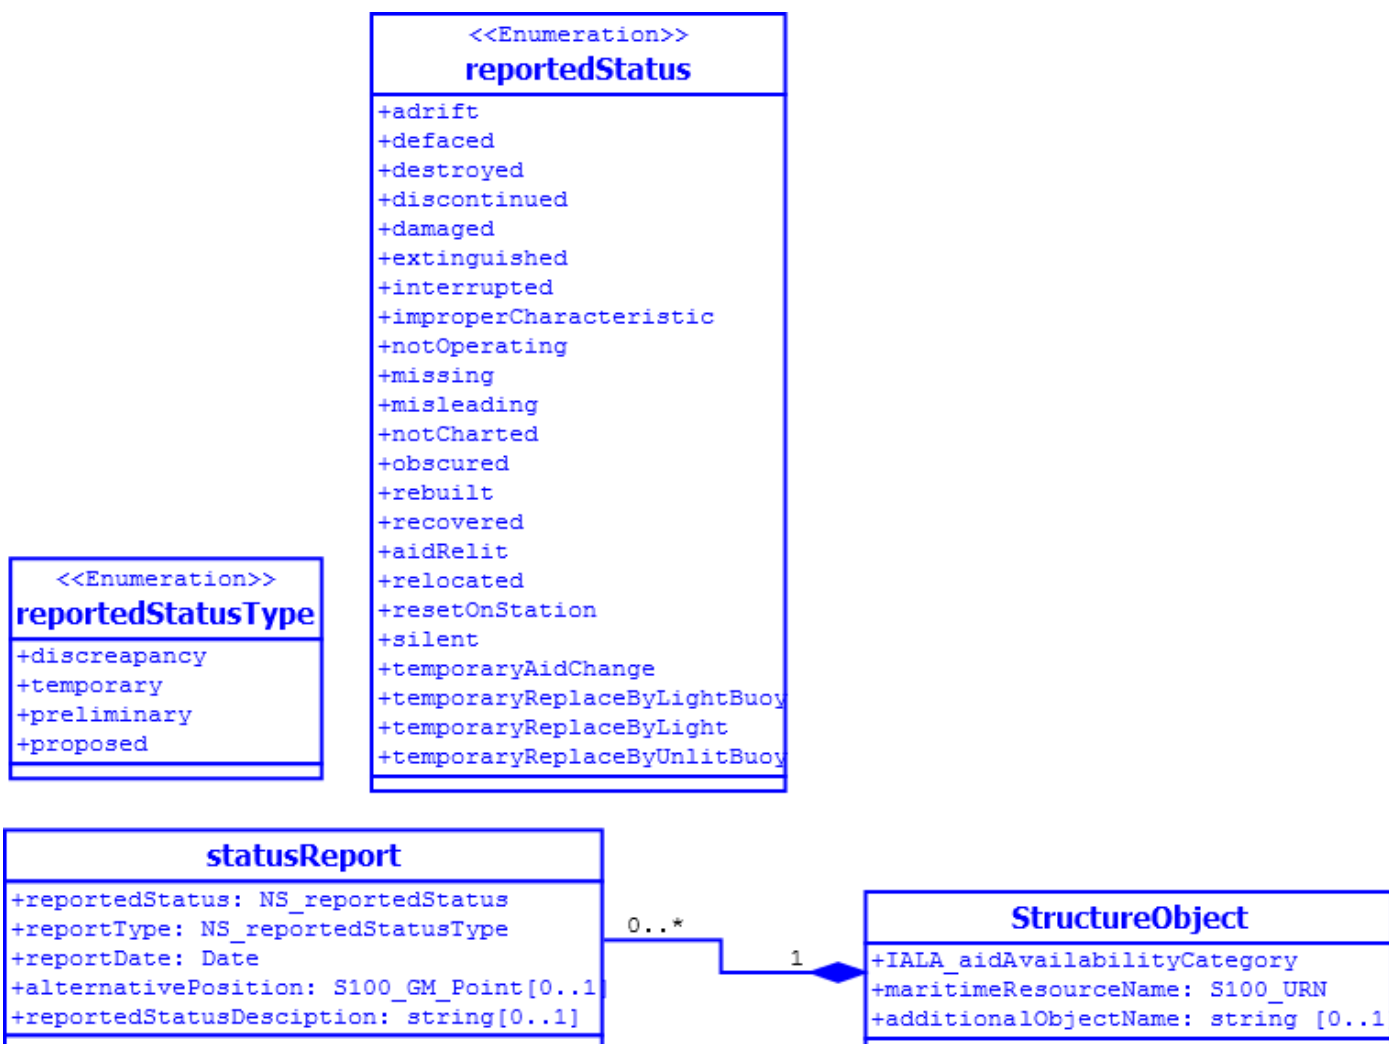 <<Enumeration>>
reportedStatus
+adrift
+defaced
+destroyed
+discontinued
+damaged
+extinguished
+interrupted
+improperCharacteristic
+notOperating
+missing
+misleading
+notCharted
+obscured
+rebuilt
+recovered
+aidRelit
+relocated
+resetOnStation
+silent
+temporaryAidChange
+temporaryReplaceByLightBuoy
+temporaryReplaceByLight
+temporaryReplaceByUnlitBuoy
<<Enumeration>>
reportedStatusType
+discreapancy
+temporary
+preliminary
+proposed
statusReport
+reportedStatus: NS_reportedStatus
+reportType: NS_reportedStatusType
+reportDate: Date
+alternativePosition: S100_GM_Point[0..1]
+reportedStatusDesciption: string[0..1]
0..*
1
StructureObject
+IALA_aidAvailabilityCategory
+maritimeResourceName: S100_URN
+additionalObjectName: string [0..1